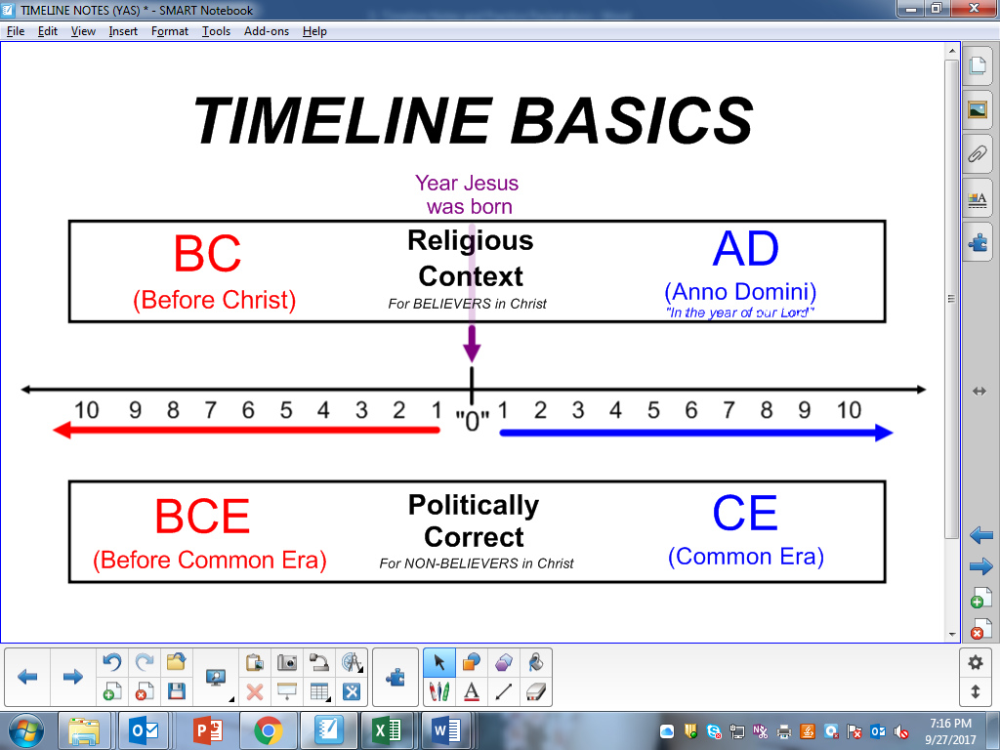 TIMELINE NOTES (YAS) * - SMART Notebook
File Edit View Insert Format Tools Add-ons Help
TIMELINE BASICS
Year Jesus
was born
BC
(Before Christ)
Religious
Context
For BELIEVERS in Christ
AD
(Anno Domini)
"In the year of our Lord"
10 9 8 7 6 5 4 3 2 1 "0" 1 2 3 4 5 6 7 8 9 10
BCE
(Before Common Era)
Politically
Correct
For NON-BELIEVERS in Christ
CE
(Common Era)
7:16 PM
9/27/2017